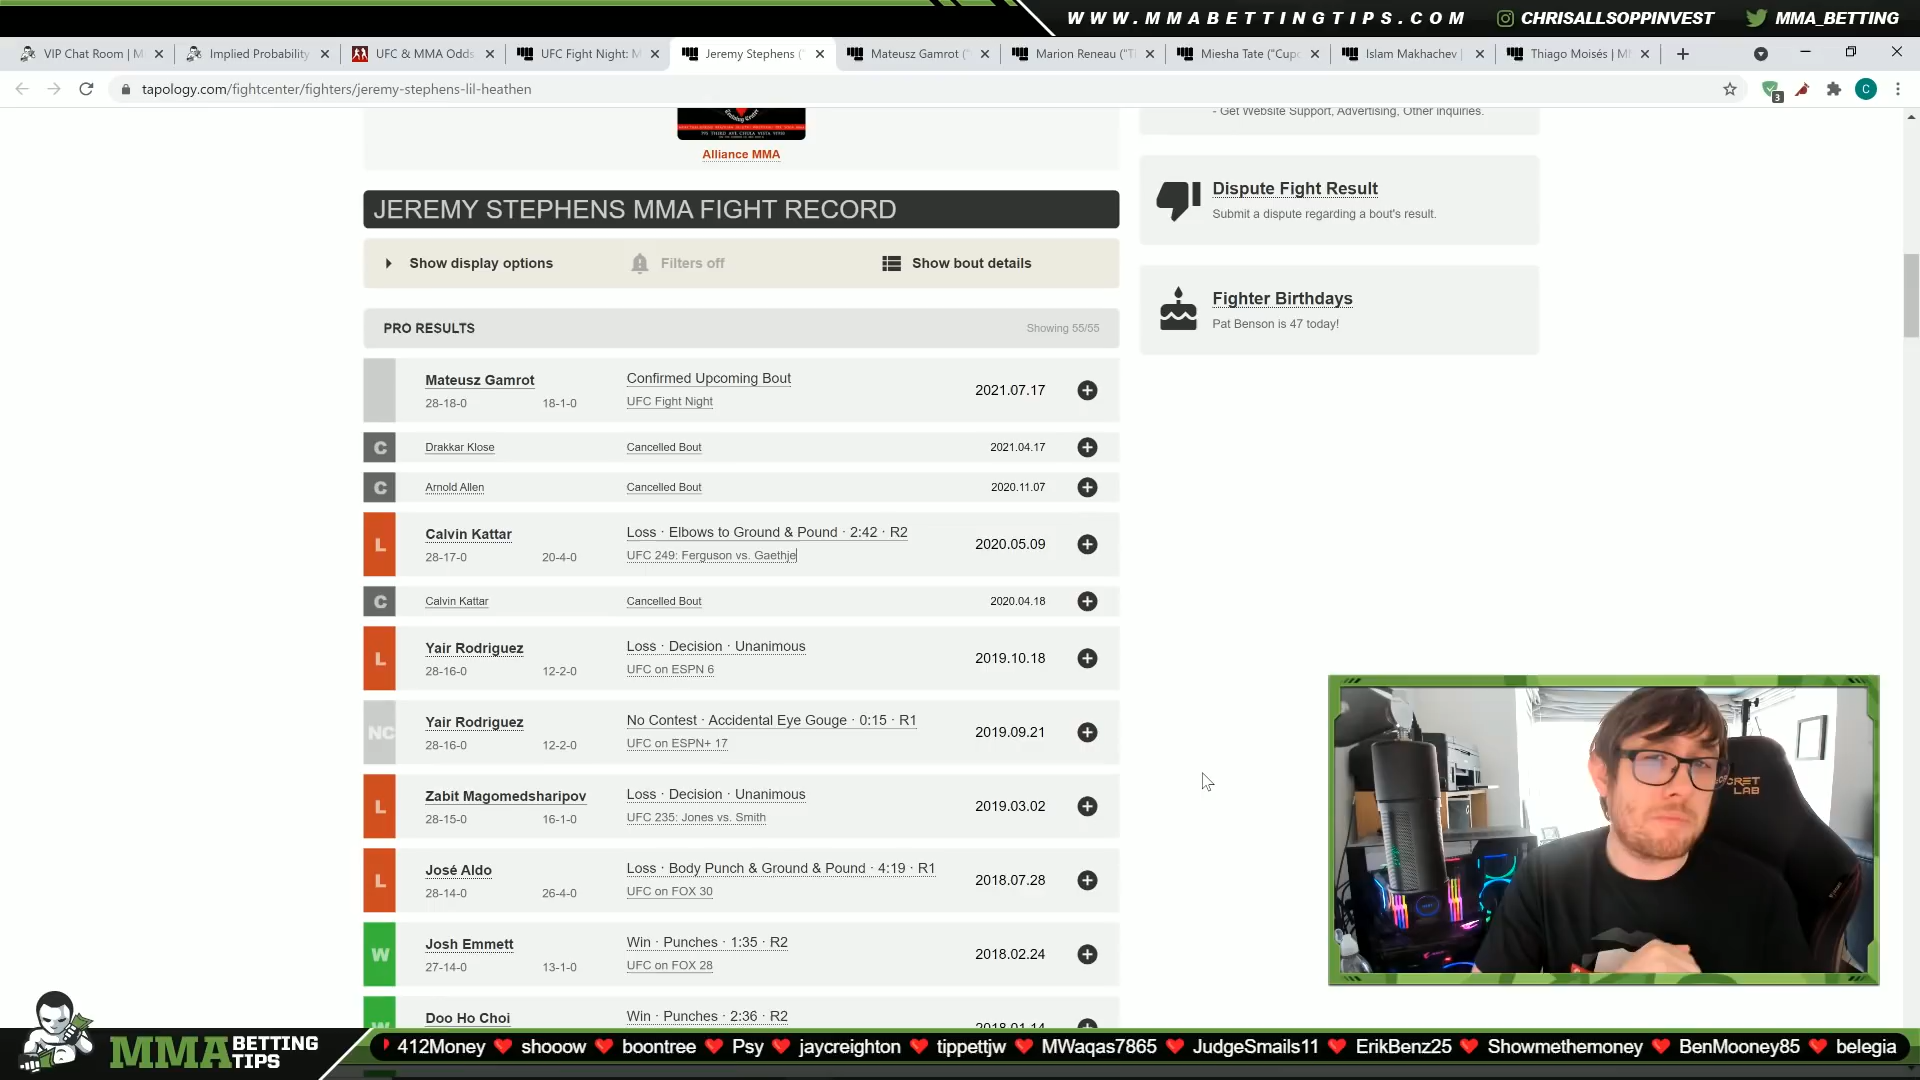 WWW.MMABETTINGTIPS.COM CHRISALLSOPPINVEST MMA_BETTING
VIP Chat Room | M Implied Probability UFC & MMA Odds UFC Fight Night: M Jeremy Stephens (" Mateusz Gamrot (" Marion Reneau ("T Miesha Tate ("Cupc Islam Makhachev | Thiago Moisés | M
tapology.com/fightcenter/fighters/jeremy-stephens-lil-heathen 3 C
- Get Website Support, Advertising, Other Inquiries.
Alliance MMA
JEREMY STEPHENS MMA FIGHT RECORD
Show display options Filters off Show bout details
PRO RESULTS Showing 55/55
Mateusz Gamrot Confirmed Upcoming Bout 2021.07.17
28-18-0 18-1-0 UFC Fight Night
C Drakkar Klose Cancelled Bout 2021.04.17
C Arnold Allen Cancelled Bout 2020.11.07
L Calvin Kattar Loss · Elbows to Ground & Pound · 2:42 · R2 2020.05.09
28-17-0 20-4-0 UFC 249: Ferguson vs. Gaethje
C Calvin Kattar Cancelled Bout 2020.04.18
L Yair Rodriguez Loss · Decision · Unanimous 2019.10.18
28-16-0 12-2-0 UFC on ESPN 6
NC Yair Rodriguez No Contest · Accidental Eye Gouge · 0:15 · R1 2019.09.21
28-16-0 12-2-0 UFC on ESPN+ 17
L Zabit Magomedsharipov Loss · Decision · Unanimous 2019.03.02
28-15-0 16-1-0 UFC 235: Jones vs. Smith
L José Aldo Loss · Body Punch & Ground & Pound · 4:19 · R1 2018.07.28
28-14-0 26-4-0 UFC on FOX 30
W Josh Emmett Win · Punches · 1:35 · R2 2018.02.24
27-14-0 13-1-0 UFC on FOX 28
W Doo Ho Choi Win · Punches · 2:36 · R2 2018.01.14
Dispute Fight Result
Submit a dispute regarding a bout's result.
Fighter Birthdays
Pat Benson is 47 today!
SECRET
LAB
MMA BETTING TIPS
412Money shooow boontree Psy jaycreighton tippettjw MWaqas7865 JudgeSmails11 ErikBenz25 Showmethemoney BenMooney85 belegia